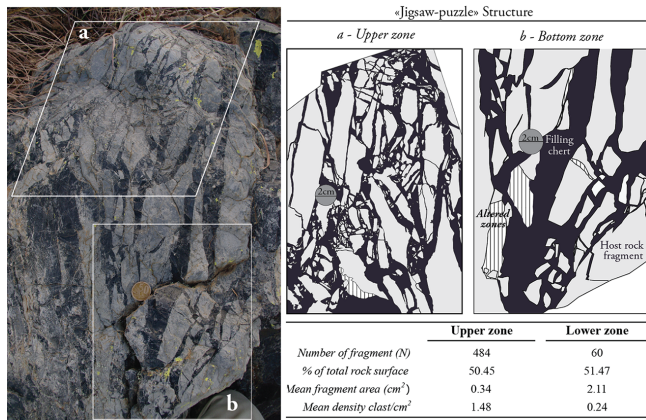 «Jigsaw-puzzle» Structure
a - Upper zone
b - Bottom zone
a
b
2cm
2cm
Filling
chert
Altered
zones
Host rock
fragment
Upper zone Lower zone
Number of fragment (N) 484 60
% of total rock surface 50.45 51.47
Mean fragment area (cm²) 0.34 2.11
Mean density clast/cm² 1.48 0.24